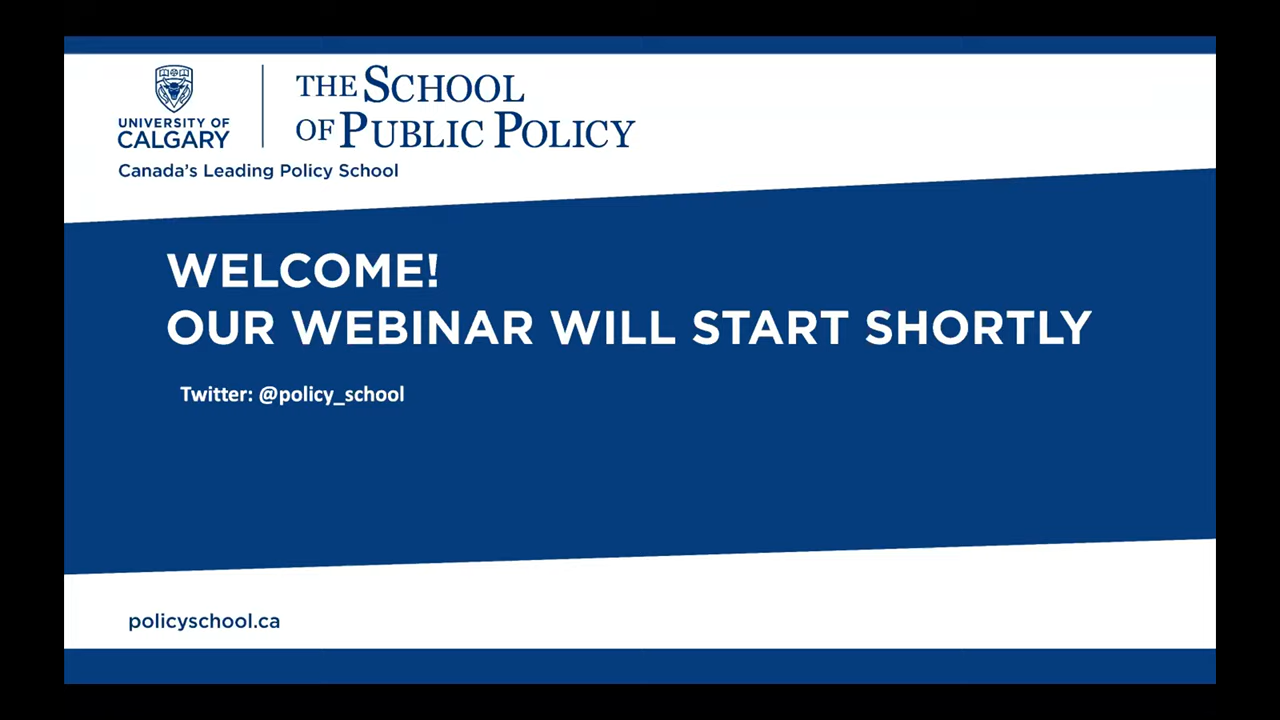 UNIVERSITY OF
CALGARY
THE SCHOOL
OF PUBLIC POLICY
Canada's Leading Policy School
WELCOME!
OUR WEBINAR WILL START SHORTLY
Twitter: @policy_school
policyschool.ca